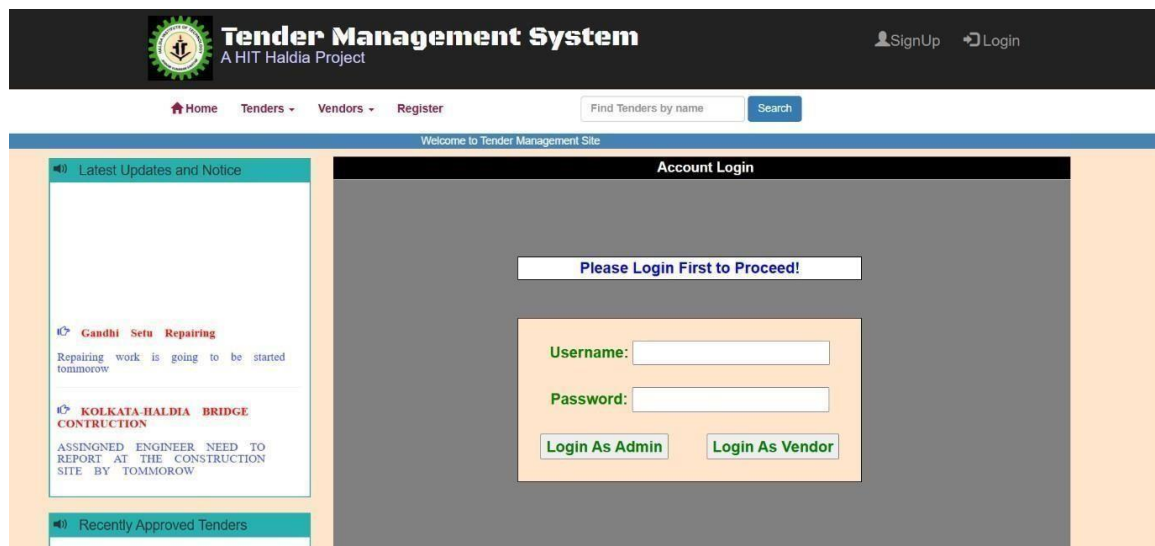 Tender Management System
A HIT Haldia Project
SignUp
Login
Home
Tenders
Vendors
Register
Find Tenders by name
Search
Welcome to Tender Management Site
Latest Updates and Notice
Gandhi Setu Repairing
Repairing work is going to be started
tommorow
KOLKATA-HALDIA BRIDGE
CONTRUCTION
ASSINGNED ENGINEER NEED TO
REPORT AT THE CONSTRUCTION
SITE BY TOMMOROW
Recently Approved Tenders
Account Login
Please Login First to Proceed!
Username:
Password:
Login As Admin
Login As Vendor